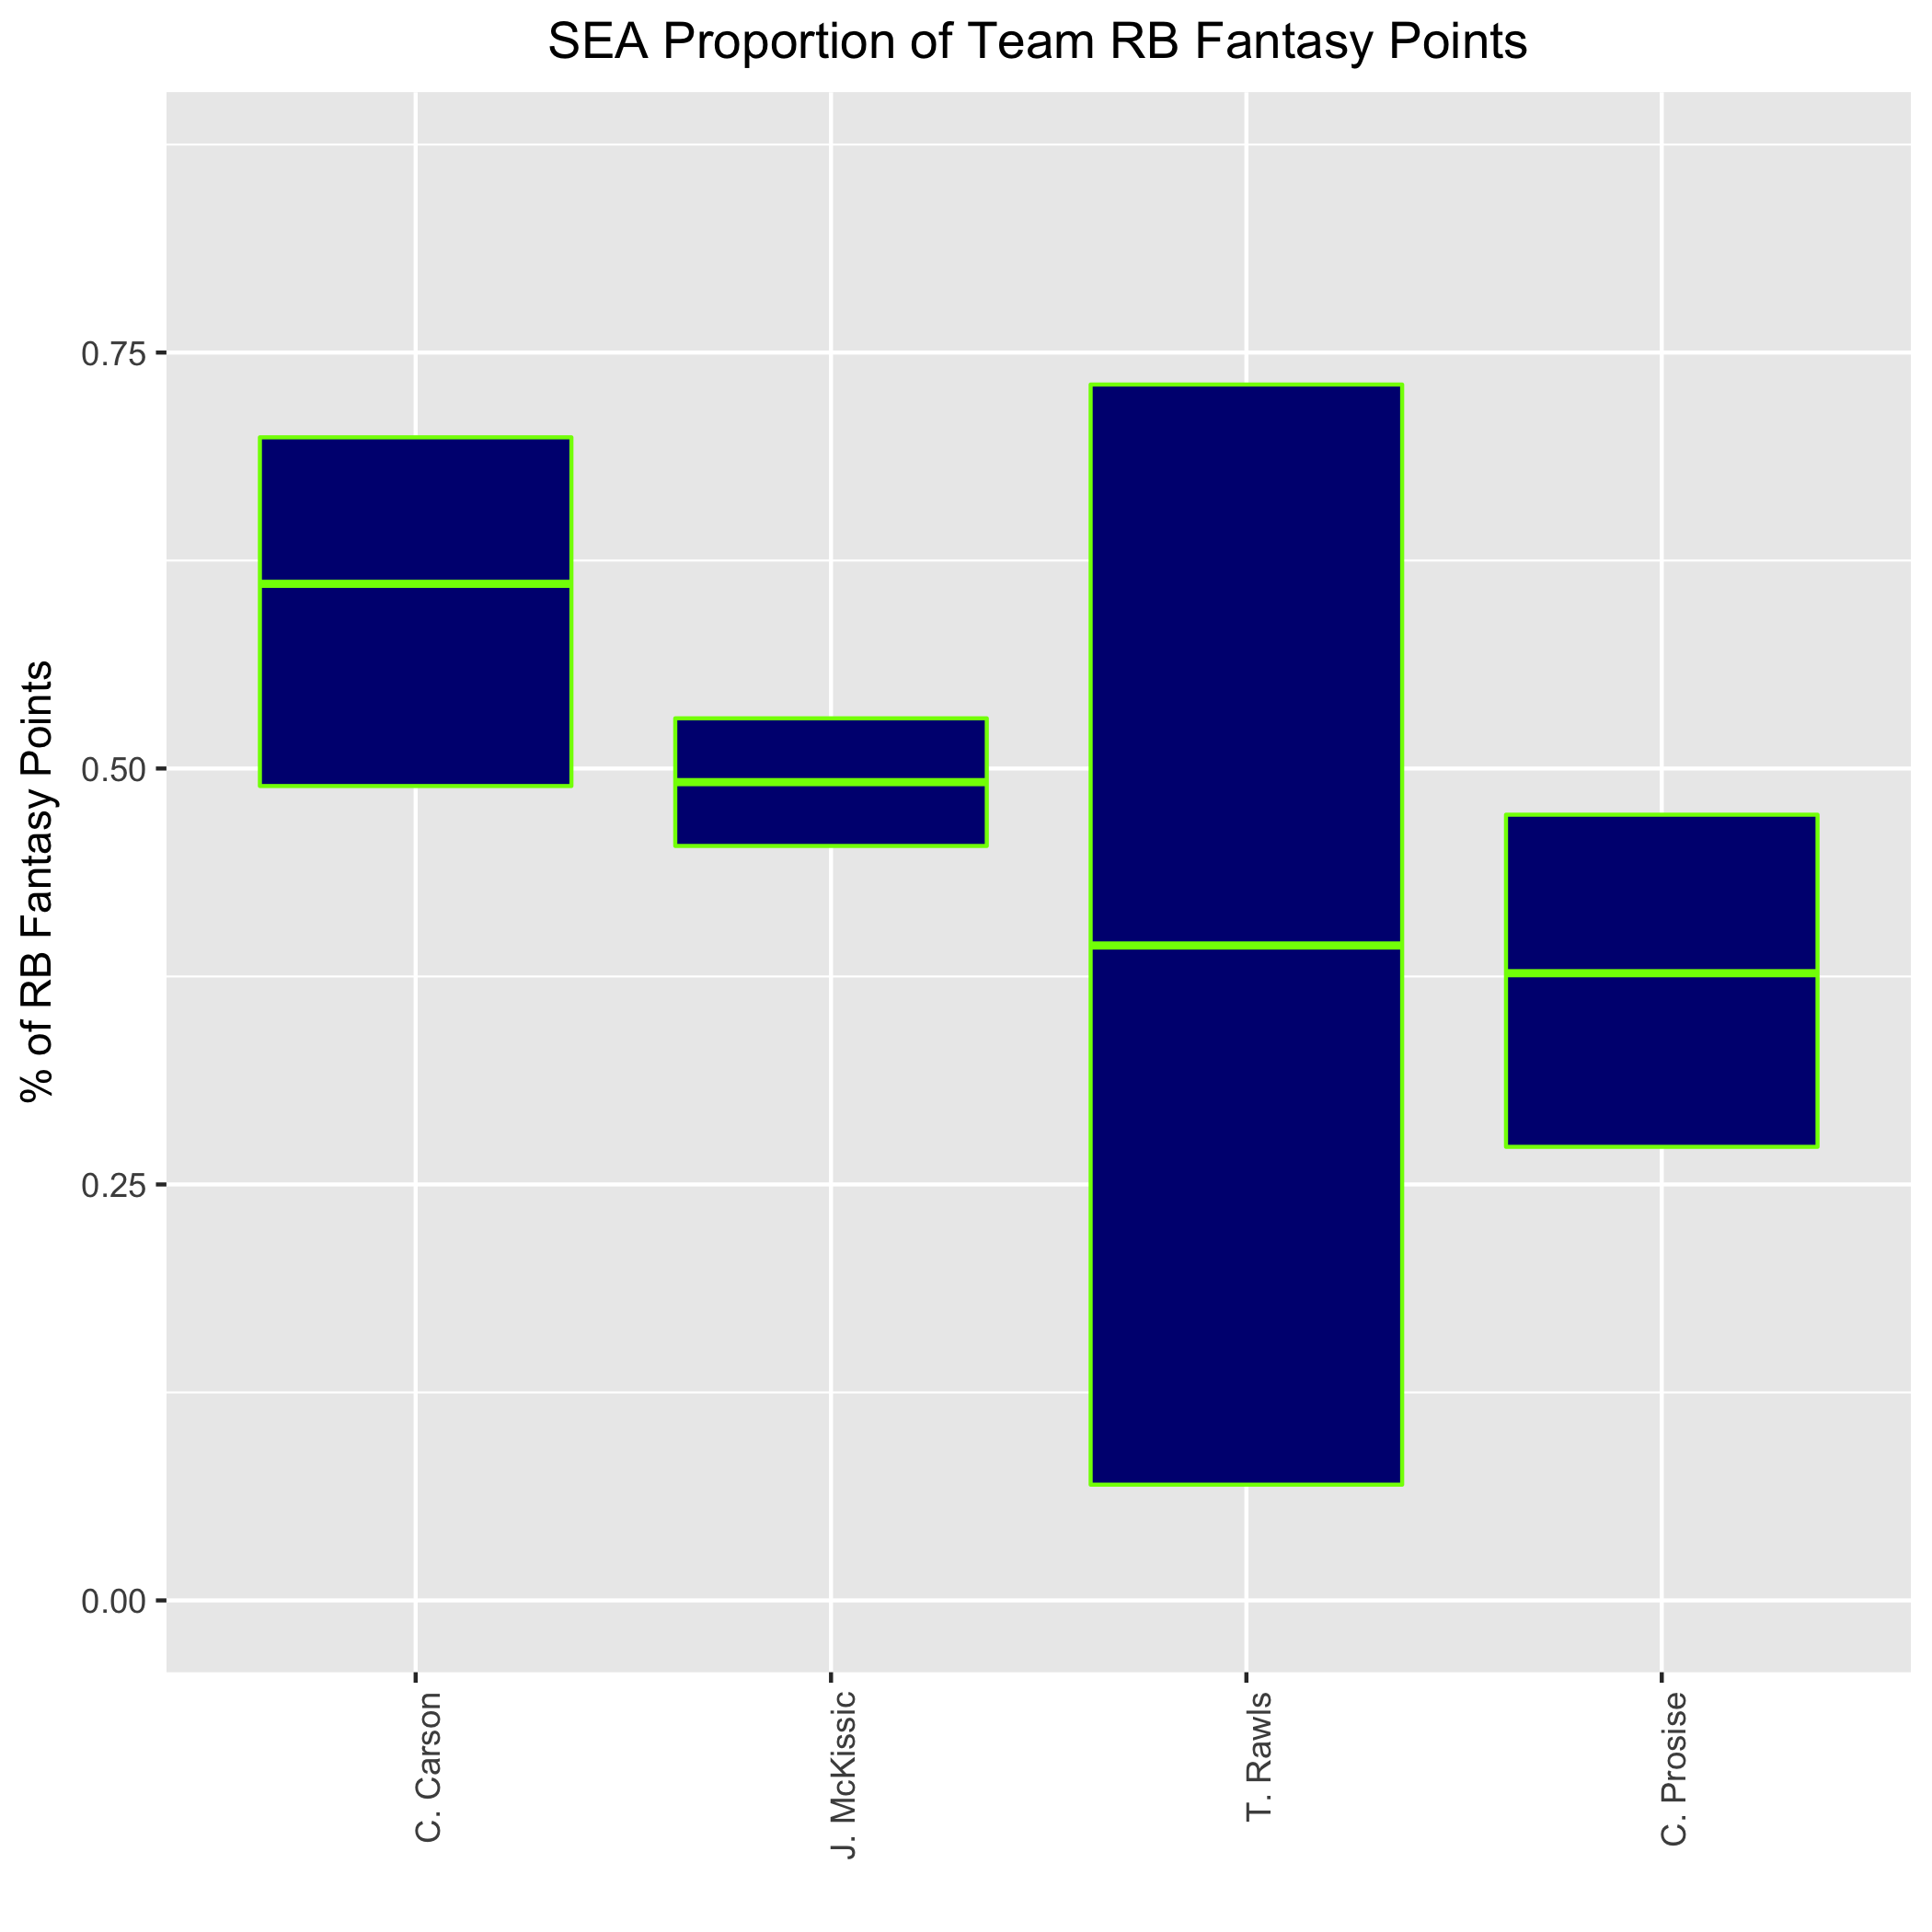 SEA Proportion of Team RB Fantasy Points
% of RB Fantasy Points
0.75
0.50
0.25
0.00
C. Carson
J. McKissic
T. Rawls
C. Prosise